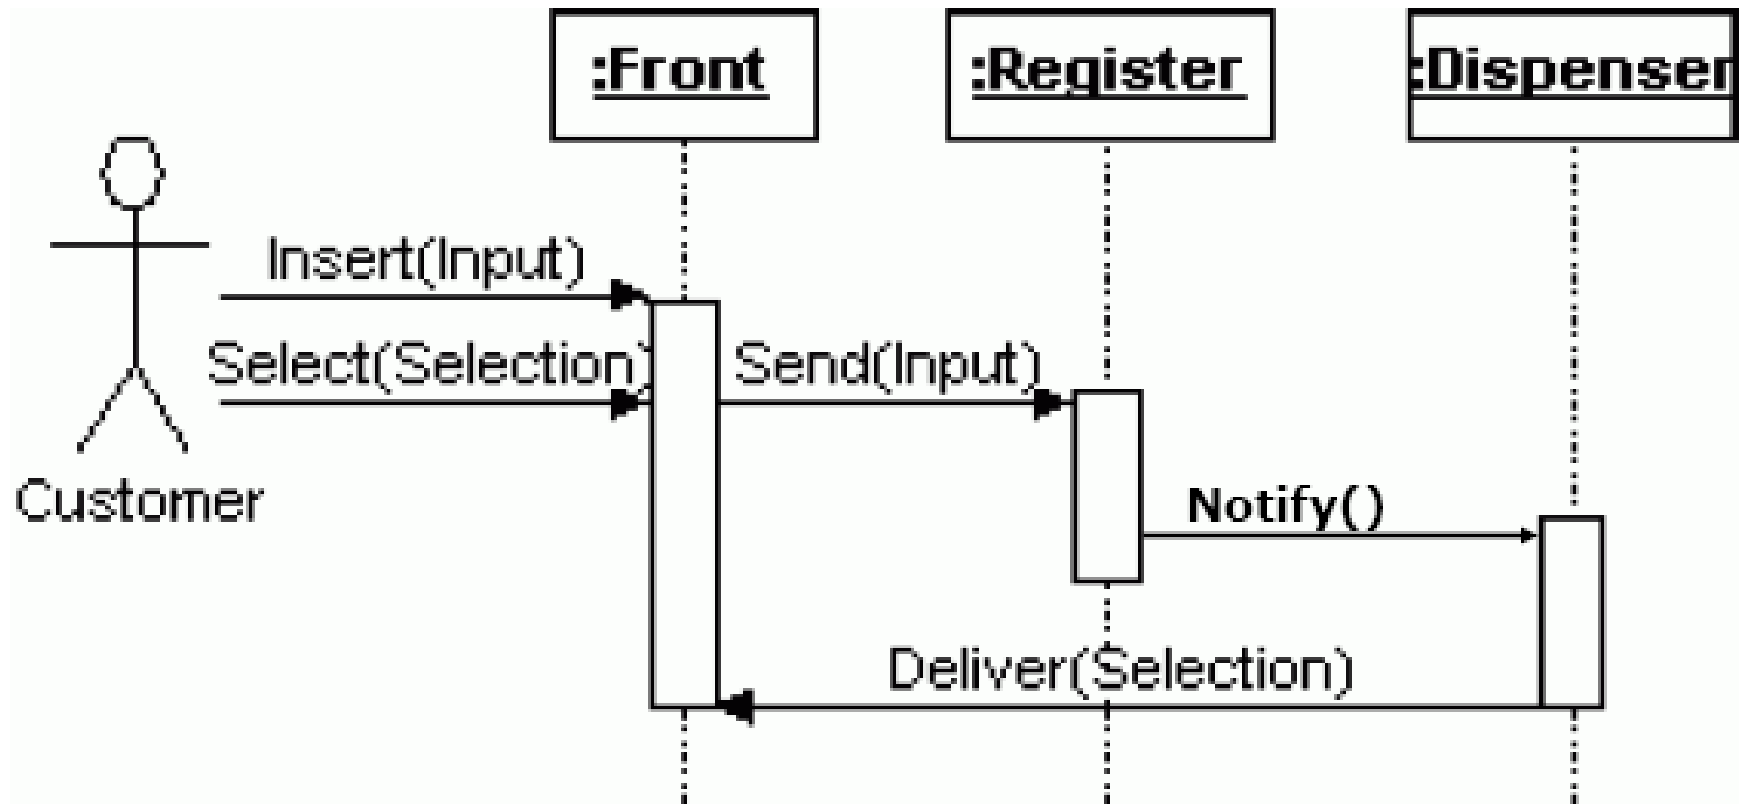 :Front
:Register
:Dispenser
Insert(Input)
Select(Selection)
Send(Input)
Customer
Notify()
Deliver(Selection)